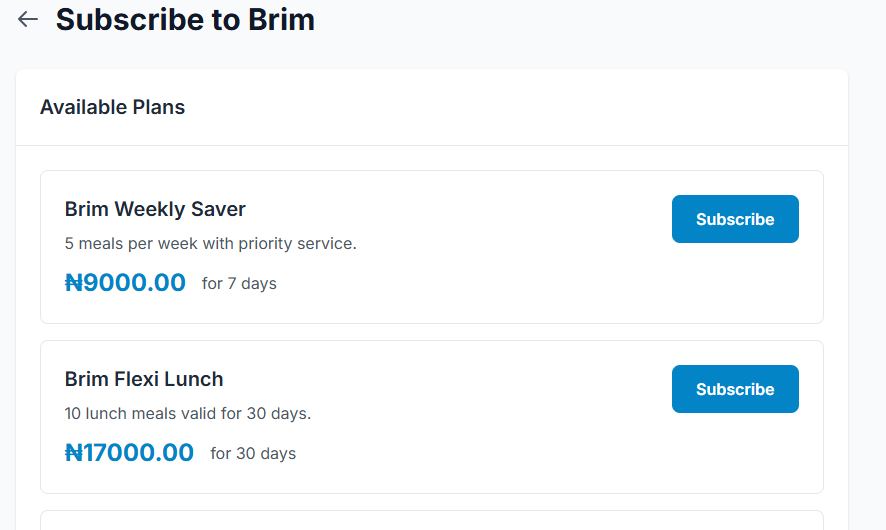 Subscribe to Brim
Available Plans
Brim Weekly Saver
Subscribe
5 meals per week with priority service.
₦9000.00 for 7 days
Brim Flexi Lunch
Subscribe
10 lunch meals valid for 30 days.
₦17000.00 for 30 days